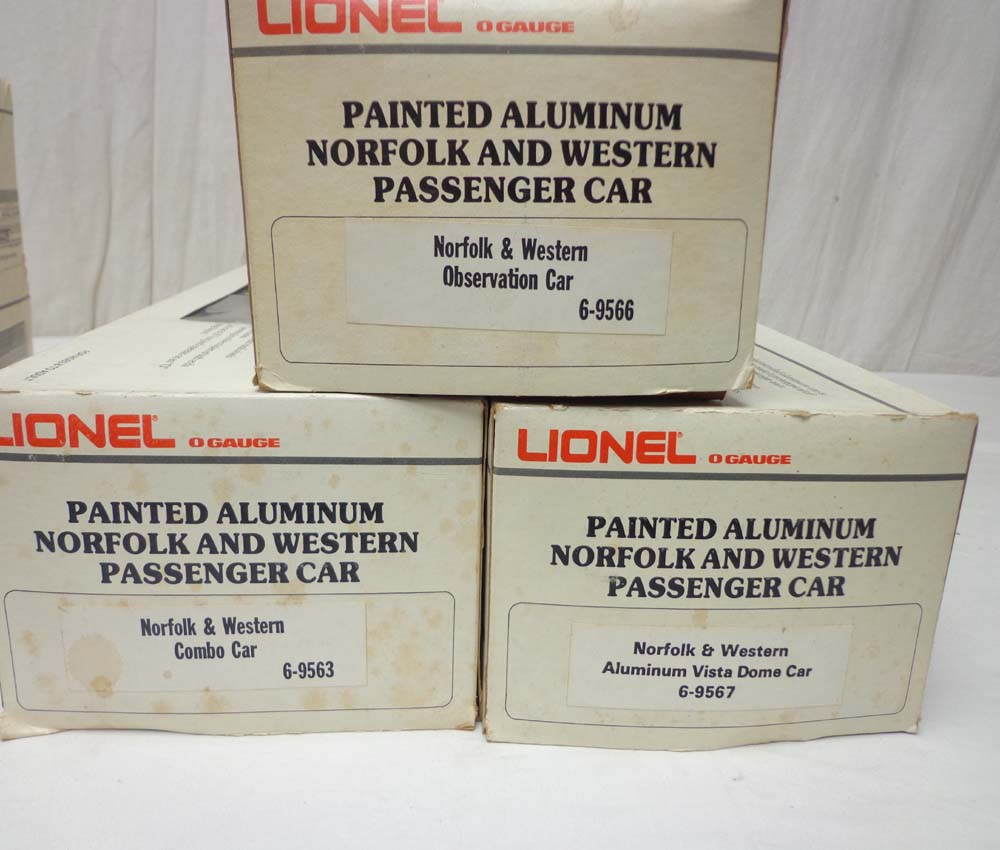 LIONEL O GAUGE
PAINTED ALUMINUM
NORFOLK AND WESTERN
PASSENGER CAR
Norfolk & Western
Observation Car
6-9566
LIONEL® O GAUGE
PAINTED ALUMINUM
NORFOLK AND WESTERN
PASSENGER CAR
Norfolk & Western
Combo Car
6-9563
LIONEL® O GAUGE
PAINTED ALUMINUM
NORFOLK AND WESTERN
PASSENGER CAR
Norfolk & Western
Aluminum Vista Dome Car
6-9567